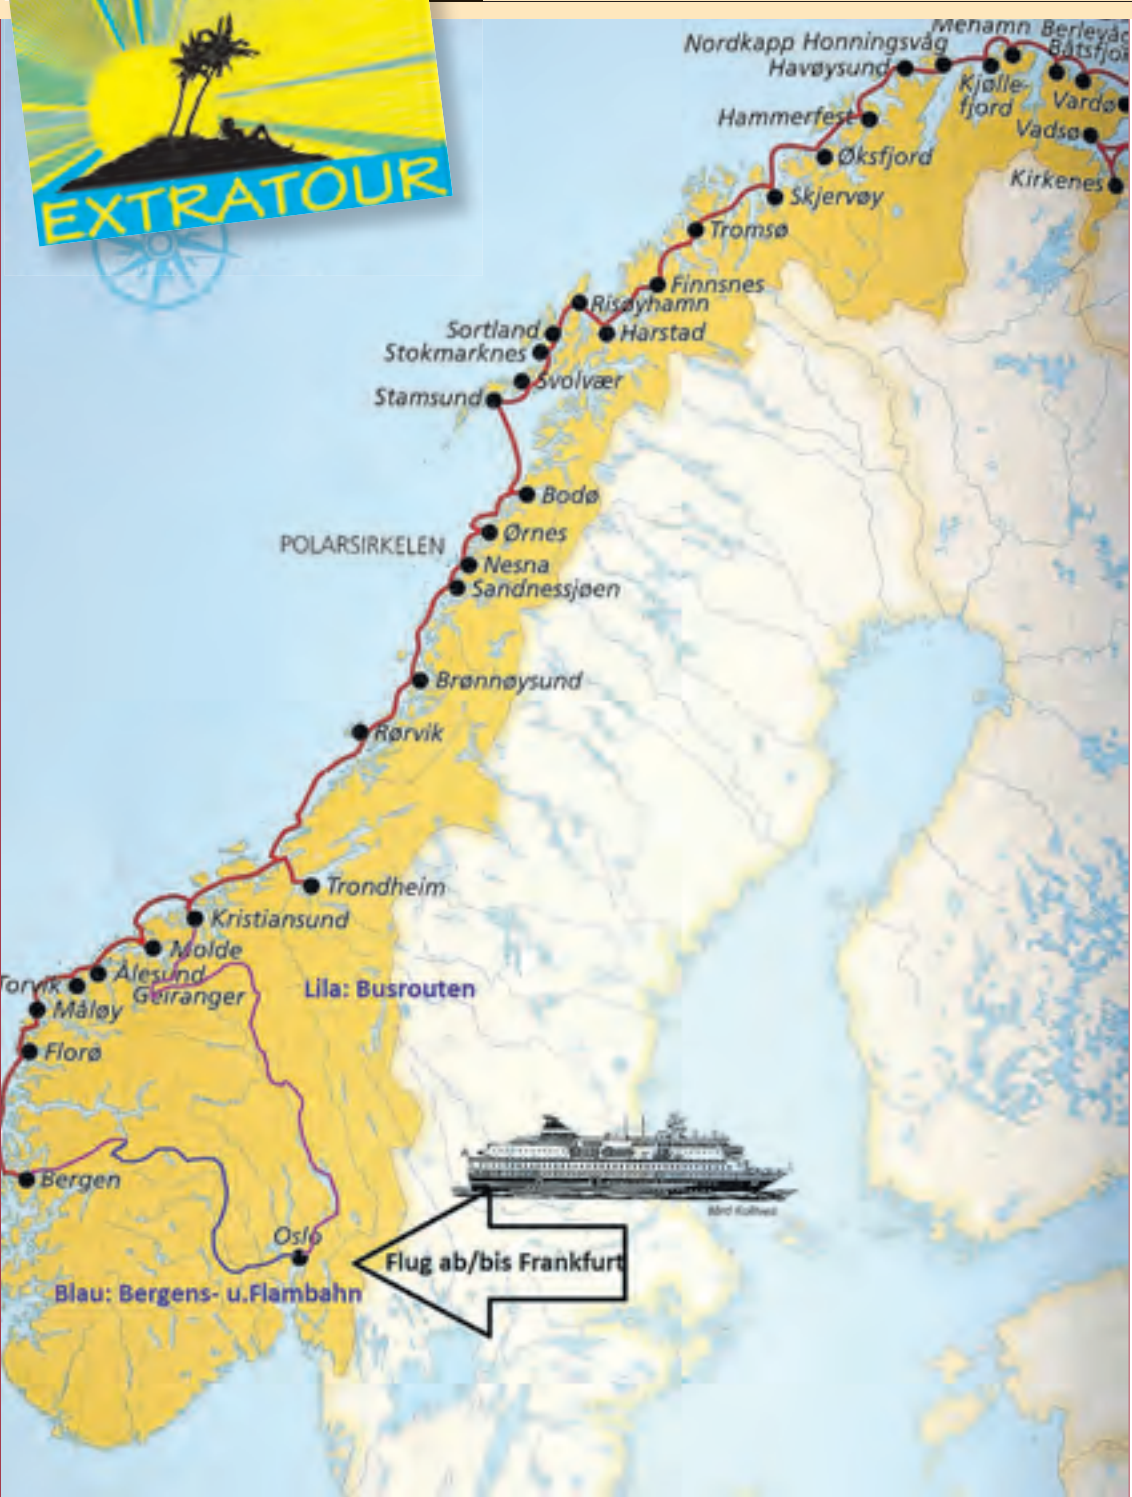 EXTRATOUR
Mehamn
Nordkapp Honningsvåg
Havøysund
Kjølle-
fjord
Vardø
Hammerfest
Vadsø
Øksfjord
Kirkenes
Skjervøy
Tromsø
Finnsnes
Risøyhamn
Sortland
Harstad
Stokmarknes
Svolvær
Stamsund
Bodø
Ørnes
POLARSIRKELEN
Nesna
Sandnessjøen
Brønnøysund
Rørvik
Trondheim
Kristiansund
Molde
Ålesund
Torvik
Geiranger
Lila: Busrouten
Måløy
Florø
Bergen
Oslo
Flug ab/bis Frankfurt
Blau: Bergens- u.Flambahn